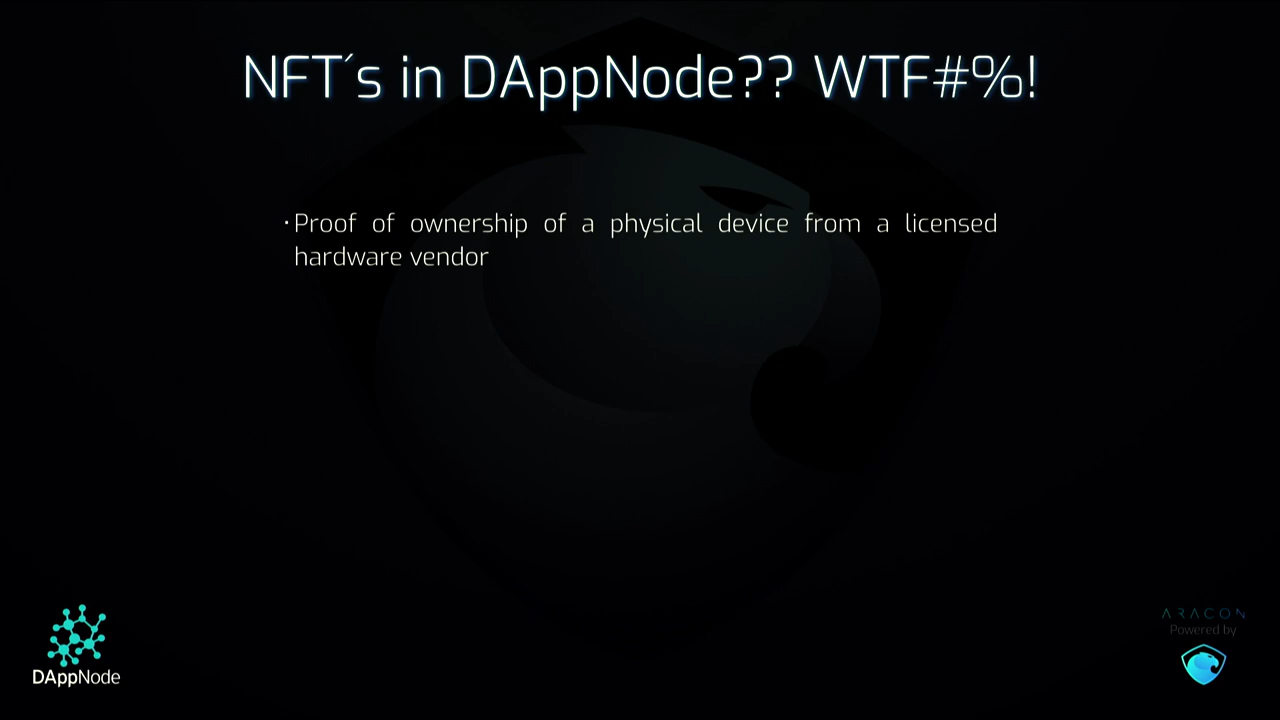 NFT´s in DAppNode?? WTF#%!
· Proof of ownership of a physical device from a licensed
hardware vendor
DAppNode
ARACON
Powered by